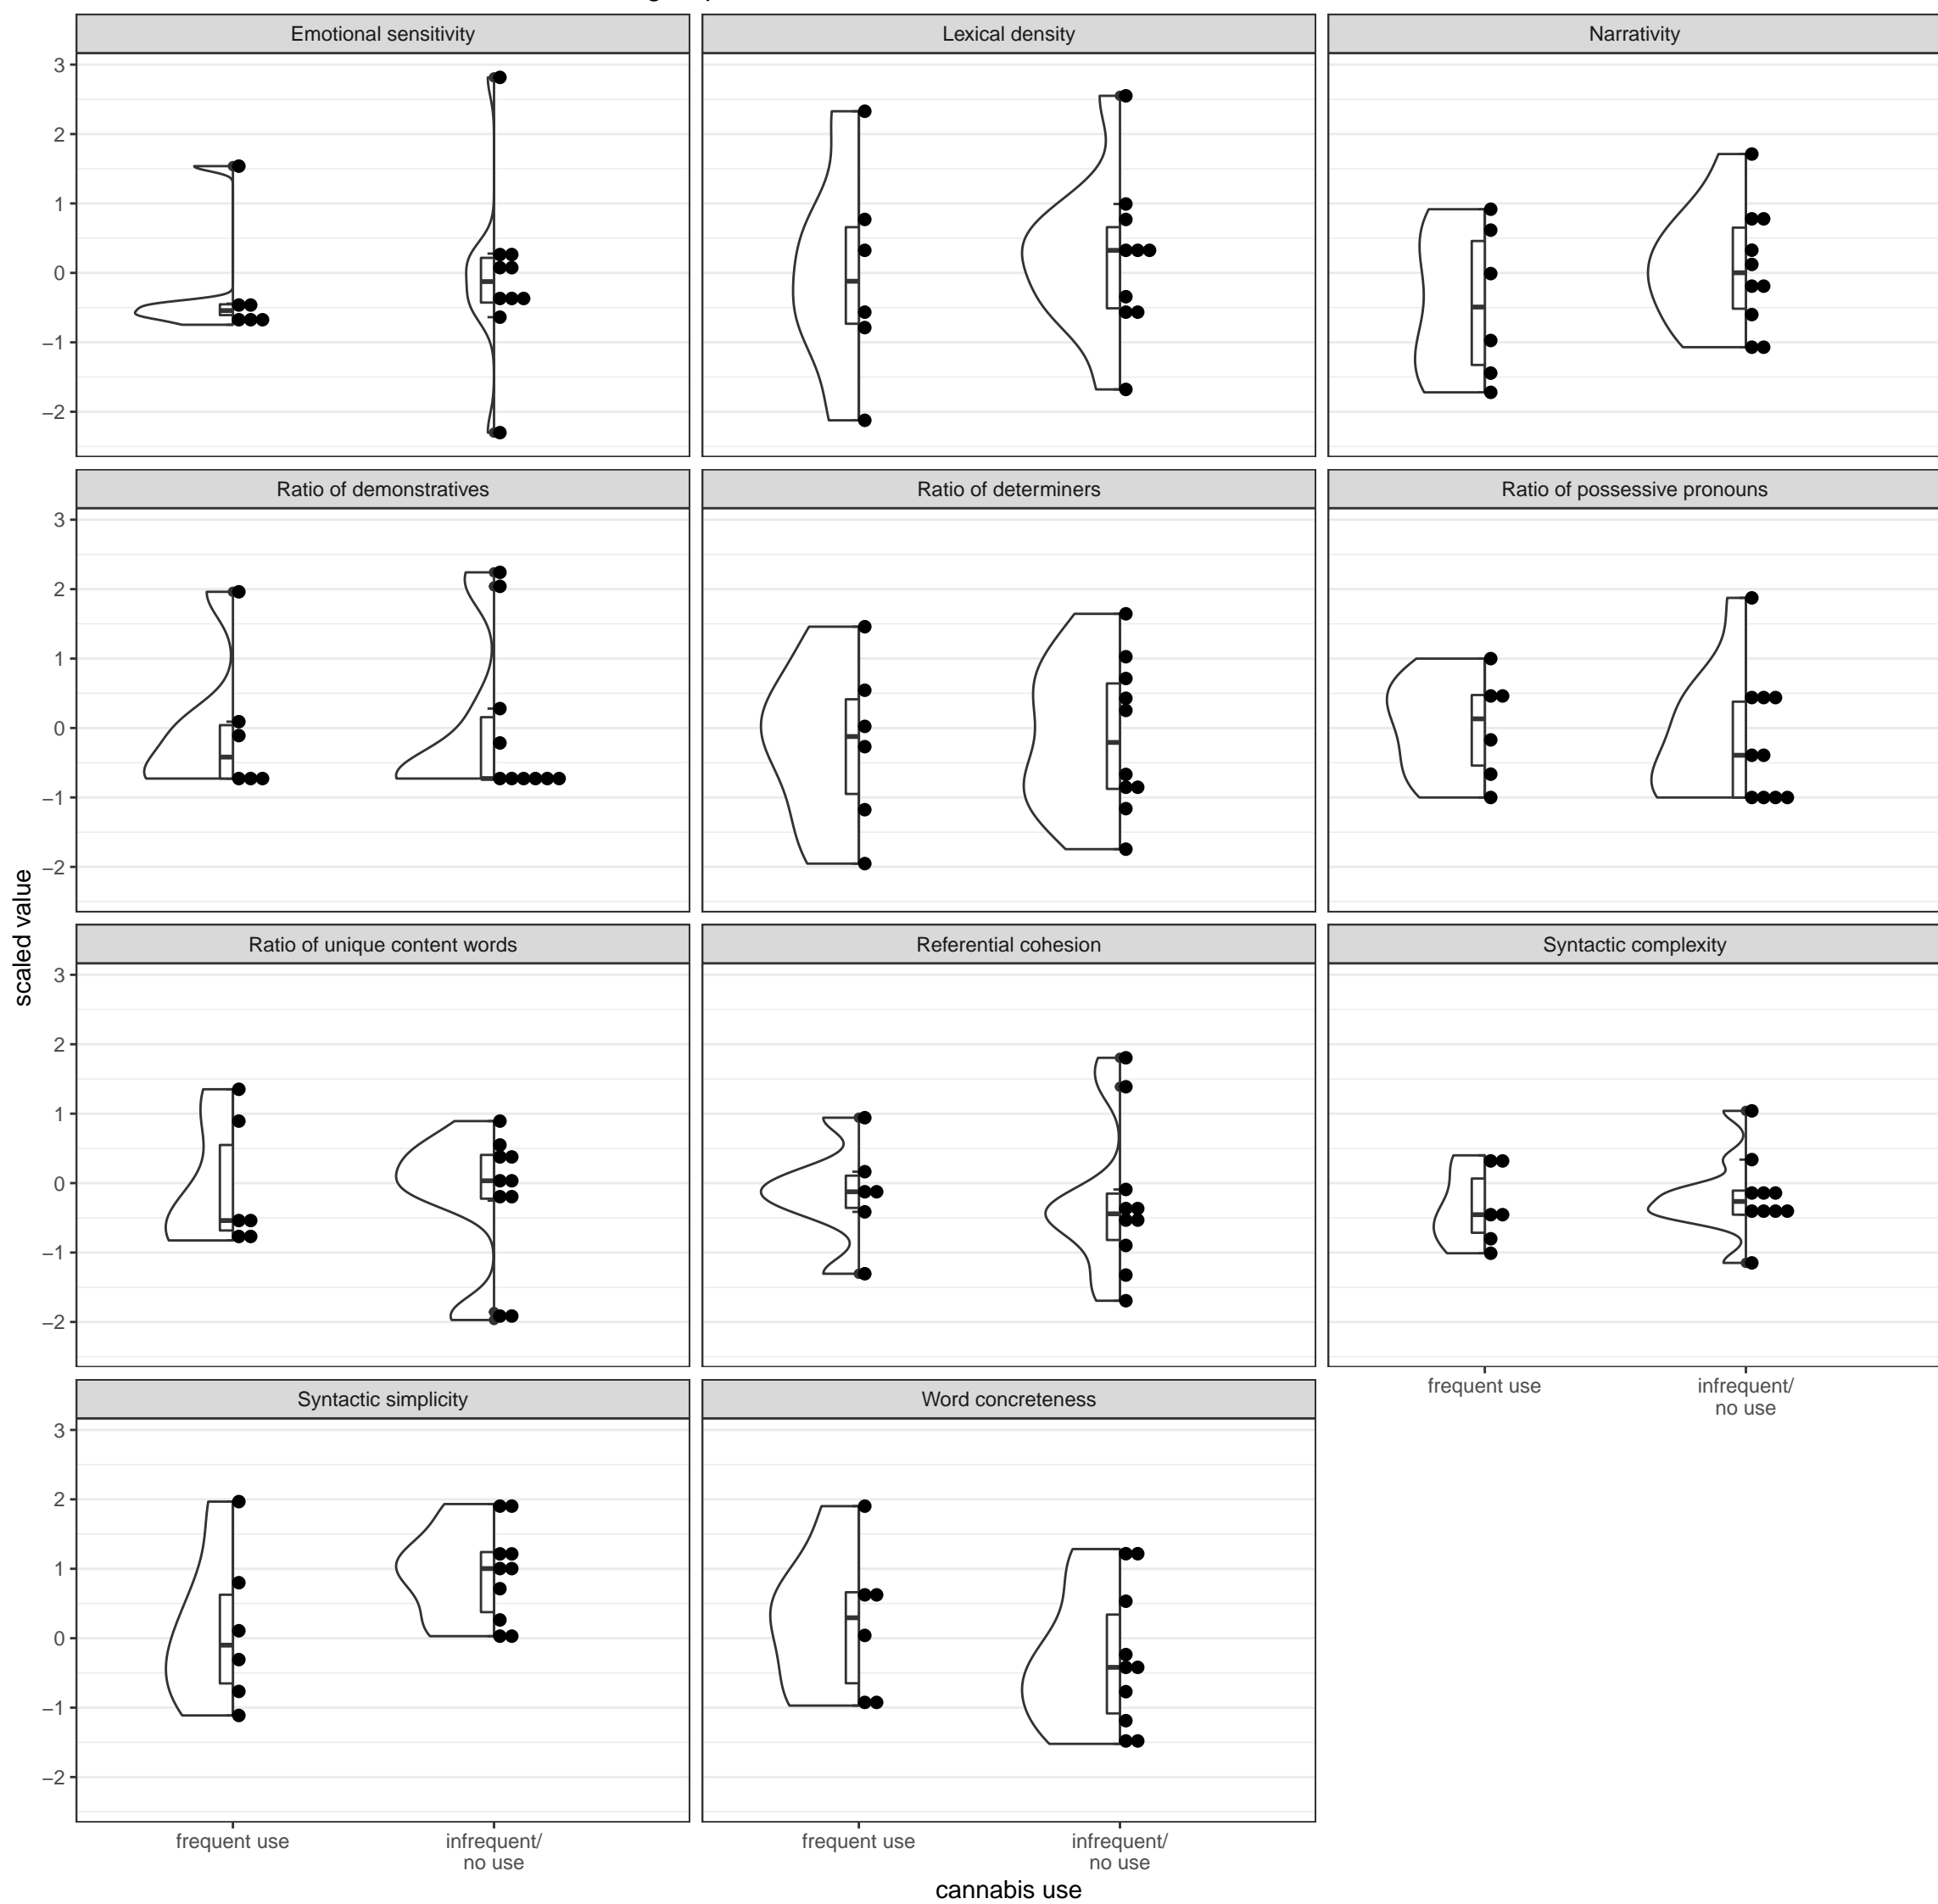 Emotional sensitivity
Lexical density
Narrativity
3
2
1
0
−1
−2
Ratio of demonstratives
Ratio of determiners
Ratio of possessive pronouns
3
2
1
0
−1
−2
scaled value
Ratio of unique content words
Referential cohesion
Syntactic complexity
3
2
1
0
−1
−2
frequent use
infrequent/
no use
Syntactic simplicity
Word concreteness
3
2
1
0
−1
−2
frequent use
infrequent/
no use
frequent use
infrequent/
no use
cannabis use